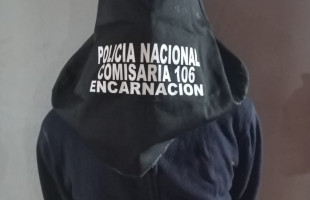 POLICIA NACIONAL
COMISARIA 106
ENCARNACION